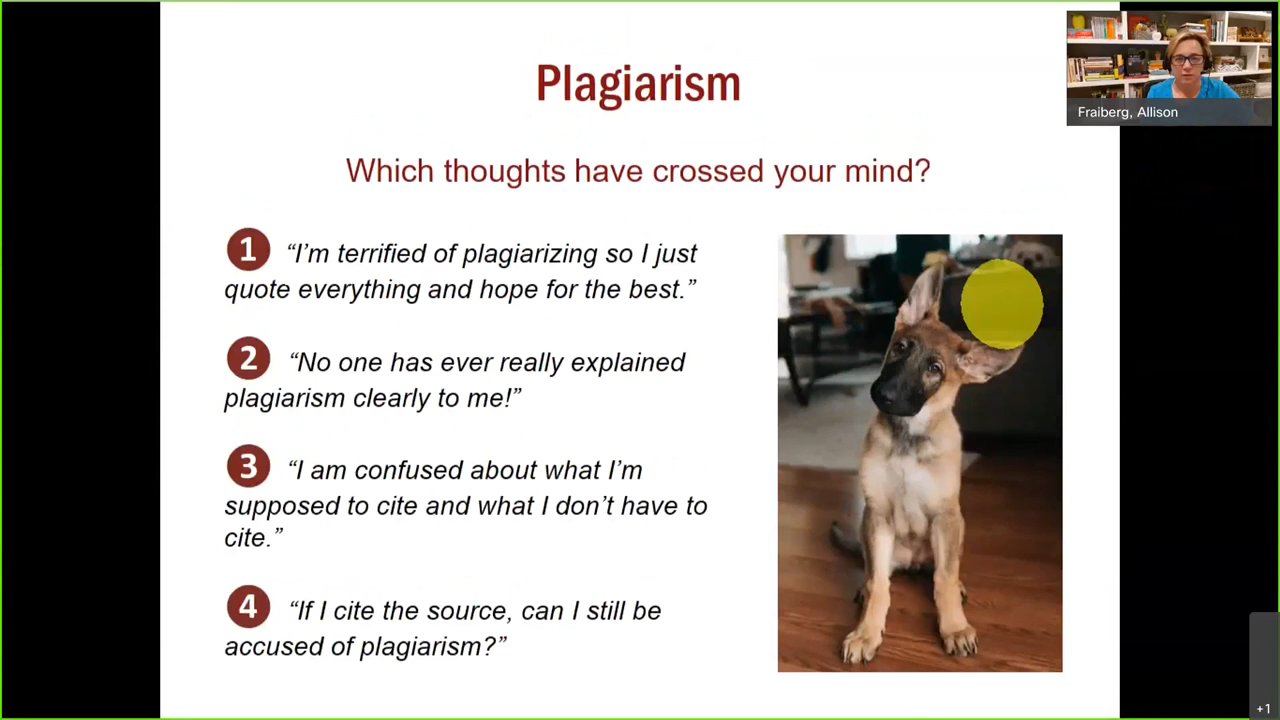 Plagiarism
Fraiberg, Allison
Which thoughts have crossed your mind?
1 “I’m terrified of plagiarizing so I just
quote everything and hope for the best.”
2 “No one has ever really explained
plagiarism clearly to me!”
3 “I am confused about what I’m
supposed to cite and what I don’t have to
cite.”
4 “If I cite the source, can I still be
accused of plagiarism?”
+1